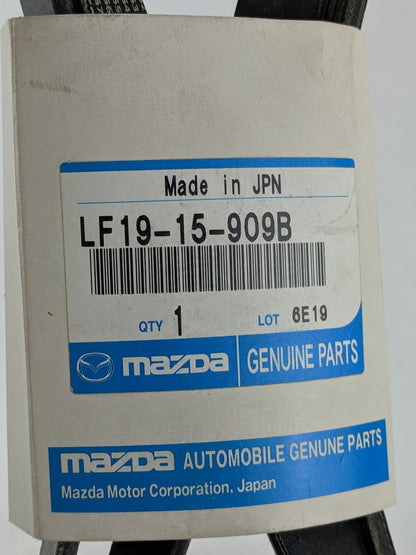 Made in JPN
LF19-15-909B
QTY 1 LOT 6E19
mazda GENUINE PARTS
mazda AUTOMOBILE GENUNE PARTS
Mazda Motor Corporation, Japan